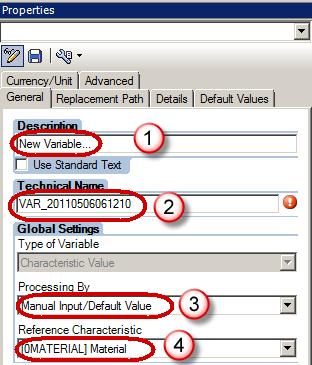 Properties
Currency/Unit Advanced
General Replacement Path Details Default Values
Description
1
New Variable...
Use Standard Text
Technical Name
VAR_20110506061210
2
Global Settings
Type of Variable
Characteristic Value
Processing By
3
Manual Input/Default Value
Reference Characteristic
4
[0MATERIAL] Material